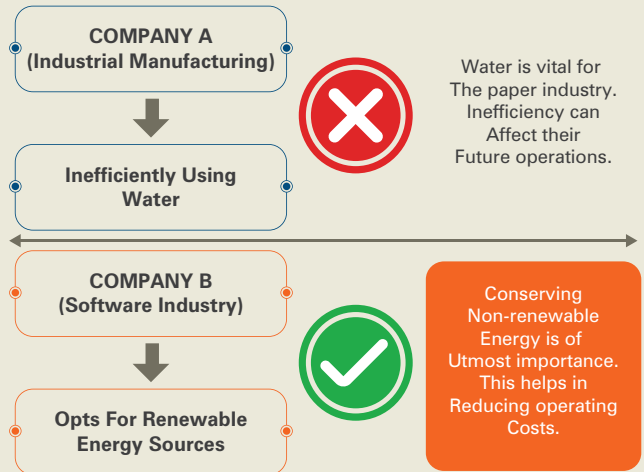 COMPANY A
(Industrial Manufacturing)
Inefficiently Using
Water
Water is vital for
The paper industry.
Inefficiency can
Affect their
Future operations.
COMPANY B
(Software Industry)
Opts For Renewable
Energy Sources
Conserving
Non-renewable
Energy is of
Utmost importance.
This helps in
Reducing operating
Costs.